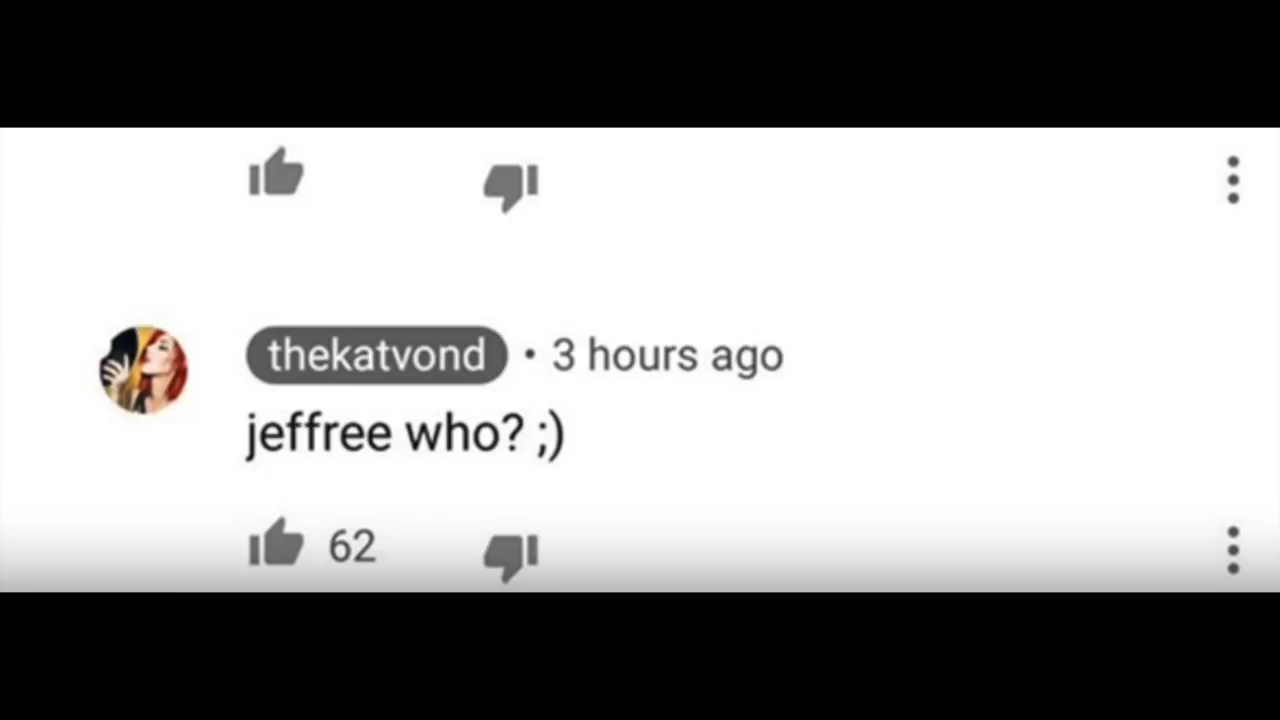 thekatvond • 3 hours ago
jeffree who? ;)
62